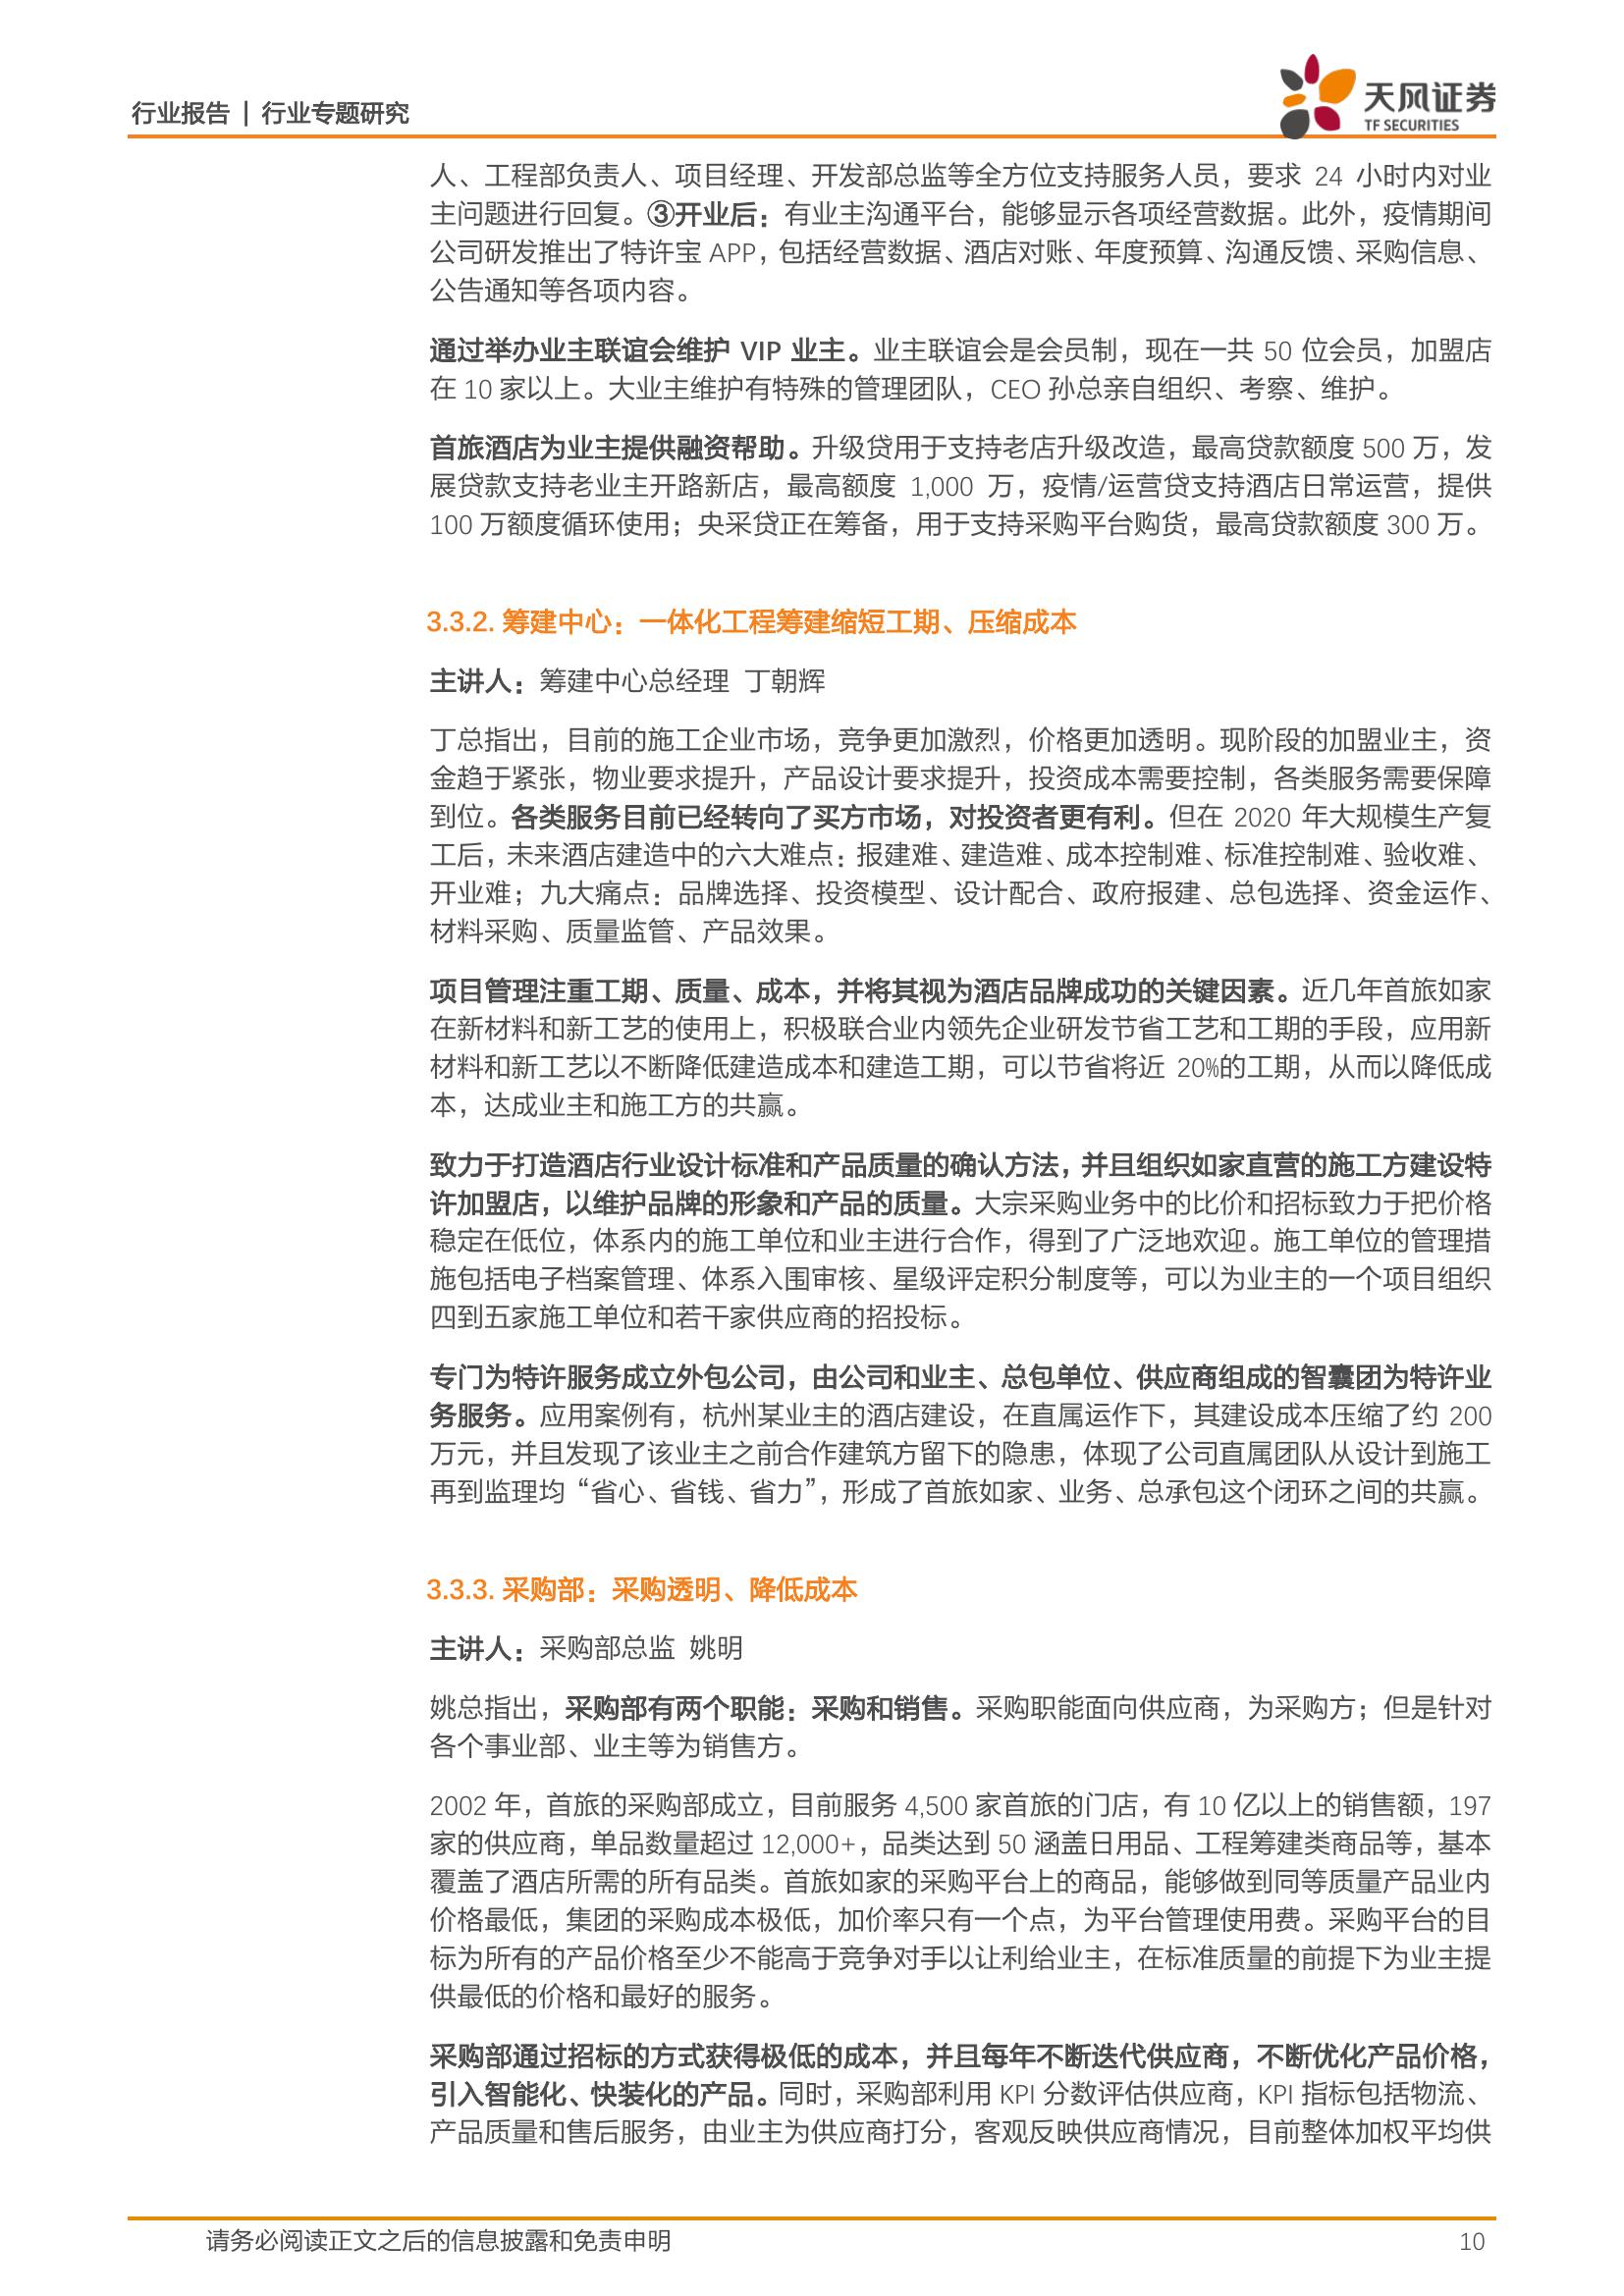 行业报告 | 行业专题研究
天风证券
TF SECURITIES
人、工程部负责人、项目经理、开发部总监等全方位支持服务人员，要求 24 小时内对业
主问题进行回复。③开业后：有业主沟通平台，能够显示各项经营数据。此外，疫情期间
公司研发推出了特许宝 APP，包括经营数据、酒店对账、年度预算、沟通反馈、采购信息、
公告通知等各项内容。
通过举办业主联谊会维护 VIP 业主。业主联谊会是会员制，现在一共 50 位会员，加盟店
在 10 家以上。大业主维护有特殊的管理团队，CEO 孙总亲自组织、考察、维护。
首旅酒店为业主提供融资帮助。升级贷用于支持老店升级改造，最高贷款额度 500 万，发
展贷款支持老业主开路新店，最高额度 1,000 万，疫情/运营贷支持酒店日常运营，提供
100 万额度循环使用；央采贷正在筹备，用于支持采购平台购货，最高贷款额度 300 万。
3.3.2. 筹建中心：一体化工程筹建缩短工期、压缩成本
主讲人：筹建中心总经理 丁朝辉
丁总指出，目前的施工企业市场，竞争更加激烈，价格更加透明。现阶段的加盟业主，资
金趋于紧张，物业要求提升，产品设计要求提升，投资成本需要控制，各类服务需要保障
到位。各类服务目前已经转向了买方市场，对投资者更有利。但在 2020 年大规模生产复
工后，未来酒店建造中的六大难点：报建难、建造难、成本控制难、标准控制难、验收难、
开业难；九大痛点：品牌选择、投资模型、设计配合、政府报建、总包选择、资金运作、
材料采购、质量监管、产品效果。
项目管理注重工期、质量、成本，并将其视为酒店品牌成功的关键因素。近几年首旅如家
在新材料和新工艺的使用上，积极联合业内领先企业研发节省工艺和工期的手段，应用新
材料和新工艺以不断降低建造成本和建造工期，可以节省将近 20%的工期，从而以降低成
本，达成业主和施工方的共赢。
致力于打造酒店行业设计标准和产品质量的确认方法，并且组织如家直营的施工方建设特
许加盟店，以维护品牌的形象和产品的质量。大宗采购业务中的比价和招标致力于把价格
稳定在低位，体系内的施工单位和业主进行合作，得到了广泛地欢迎。施工单位的管理措
施包括电子档案管理、体系入围审核、星级评定积分制度等，可以为业主的一个项目组织
四到五家施工单位和若干家供应商的招投标。
专门为特许服务成立外包公司，由公司和业主、总包单位、供应商组成的智囊团为特许业
务服务。应用案例有，杭州某业主的酒店建设，在直属运作下，其建设成本压缩了约 200
万元，并且发现了该业主之前合作建筑方留下的隐患，体现了公司直属团队从设计到施工
再到监理均“省心、省钱、省力”，形成了首旅如家、业务、总承包这个闭环之间的共赢。
3.3.3. 采购部：采购透明、降低成本
主讲人：采购部总监 姚明
姚总指出，采购部有两个职能：采购和销售。采购职能面向供应商，为采购方；但是针对
各个事业部、业主等为销售方。
2002 年，首旅的采购部成立，目前服务 4,500 家首旅的门店，有 10 亿以上的销售额，197
家的供应商，单品数量超过 12,000+，品类达到 50 涵盖日用品、工程筹建类商品等，基本
覆盖了酒店所需的所有品类。首旅如家的采购平台上的商品，能够做到同等质量产品业内
价格最低，集团的采购成本极低，加价率只有一个点，为平台管理使用费。采购平台的目
标为所有的产品价格至少不能高于竞争对手以让利给业主，在标准质量的前提下为业主提
供最低的价格和最好的服务。
采购部通过招标的方式获得极低的成本，并且每年不断迭代供应商，不断优化产品价格，
引入智能化、快装化的产品。同时，采购部利用 KPI 分数评估供应商，KPI 指标包括物流、
产品质量和售后服务，由业主为供应商打分，客观反映供应商情况，目前整体加权平均供
请务必阅读正文之后的信息披露和免责申明
10